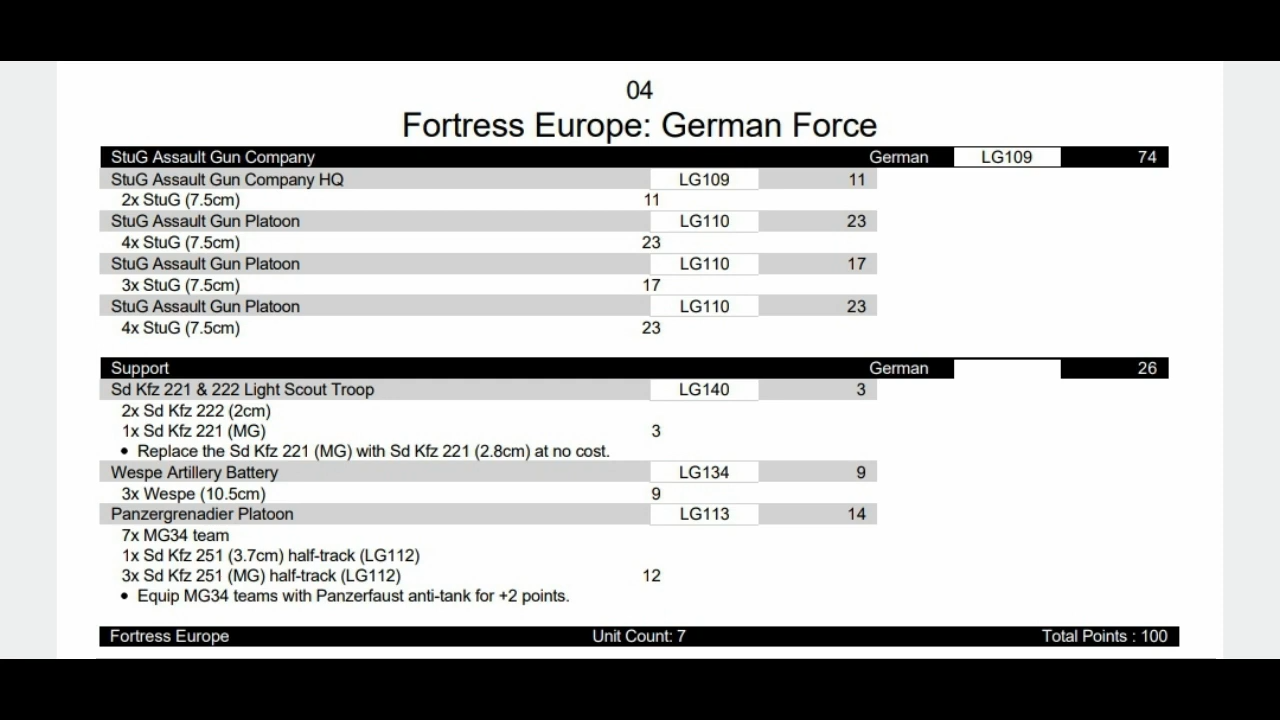 04
Fortress Europe: German Force
StuG Assault Gun Company German LG109 74
StuG Assault Gun Company HQ LG109 11
2x StuG (7.5cm) 11
StuG Assault Gun Platoon LG110 23
4x StuG (7.5cm) 23
StuG Assault Gun Platoon LG110 17
3x StuG (7.5cm) 17
StuG Assault Gun Platoon LG110 23
4x StuG (7.5cm) 23
Support German 26
Sd Kfz 221 & 222 Light Scout Troop LG140 3
2x Sd Kfz 222 (2cm)
1x Sd Kfz 221 (MG) 3
• Replace the Sd Kfz 221 (MG) with Sd Kfz 221 (2.8cm) at no cost.
Wespe Artillery Battery LG134 9
3x Wespe (10.5cm) 9
Panzergrenadier Platoon LG113 14
7x MG34 team
1x Sd Kfz 251 (3.7cm) half-track (LG112)
3x Sd Kfz 251 (MG) half-track (LG112) 12
• Equip MG34 teams with Panzerfaust anti-tank for +2 points.
Fortress Europe Unit Count: 7 Total Points : 100